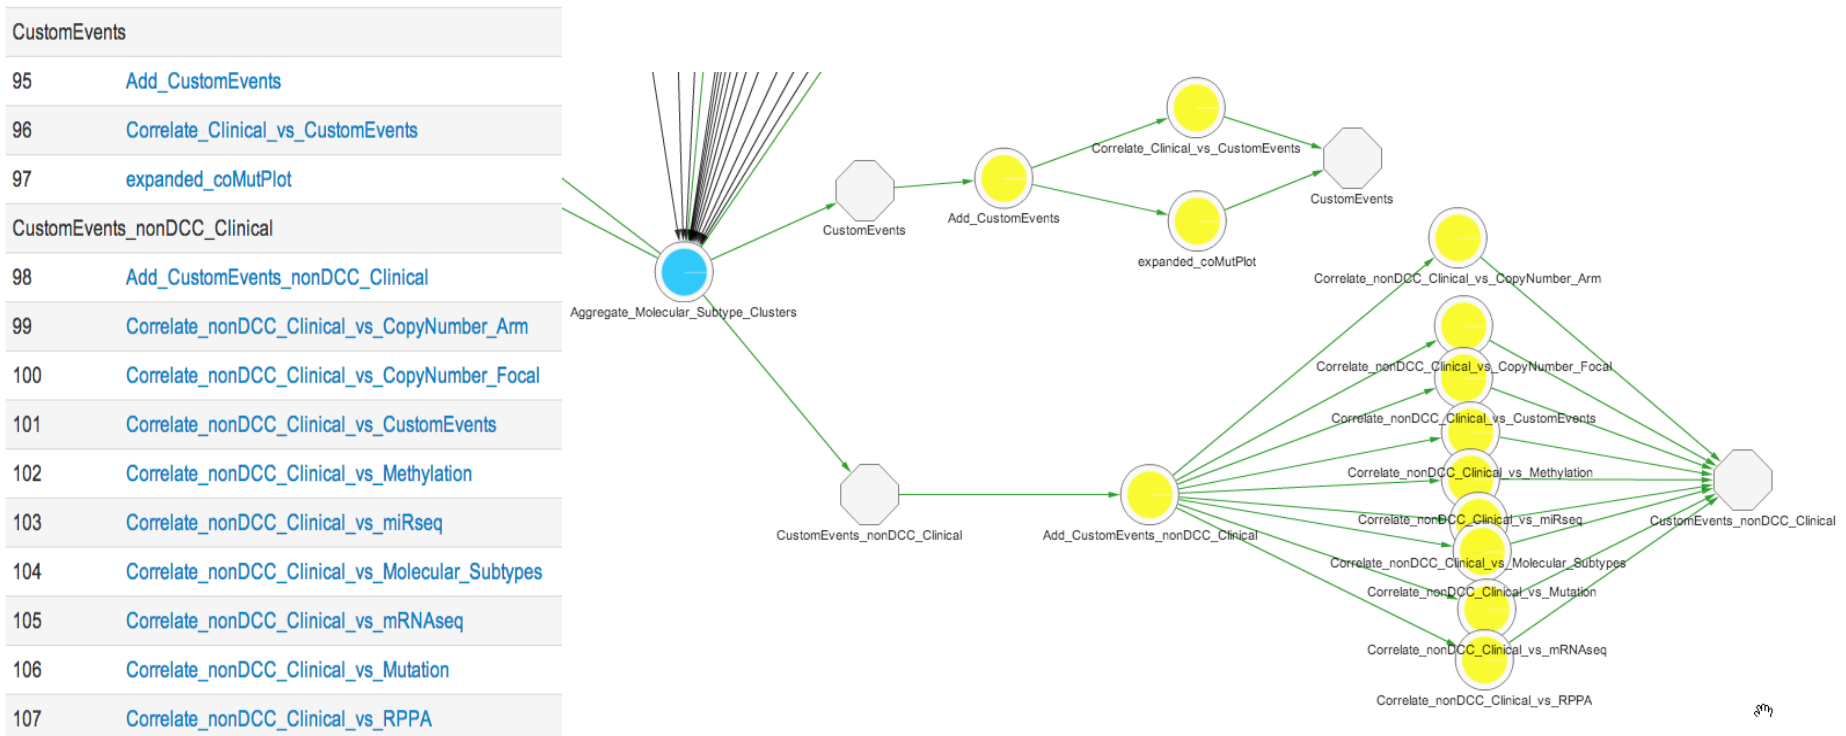 CustomEvents
95 Add_CustomEvents
96 Correlate_Clinical_vs_CustomEvents
97 expanded_coMutPlot
CustomEvents_nonDCC_Clinical
98 Add_CustomEvents_nonDCC_Clinical
99 Correlate_nonDCC_Clinical_vs_CopyNumber_Arm
100 Correlate_nonDCC_Clinical_vs_CopyNumber_Focal
101 Correlate_nonDCC_Clinical_vs_CustomEvents
102 Correlate_nonDCC_Clinical_vs_Methylation
103 Correlate_nonDCC_Clinical_vs_miRseq
104 Correlate_nonDCC_Clinical_vs_Molecular_Subtypes
105 Correlate_nonDCC_Clinical_vs_mRNAseq
106 Correlate_nonDCC_Clinical_vs_Mutation
107 Correlate_nonDCC_Clinical_vs_RPPA
Correlate_Clinical_vs_CustomEvents
CustomEvents
Add_CustomEvents
CustomEvents
expanded_coMutPlot
Aggregate_Molecular_Subtype_Clusters
Correlate_nonDCC_Clinical_vs_CopyNumber_Arm
Correlate_nonDCC_Clinical_vs_CopyNumber_Focal
Correlate_nonDCC_Clinical_vs_CustomEvents
Correlate_nonDCC_Clinical_vs_Methylation
Correlate_nonDCC_Clinical_vs_miRseq
CustomEvents_nonDCC_Clinical
CustomEvents_nonDCC_Clinical
Add_CustomEvents_nonDCC_Clinical
Correlate_nonDCC_Clinical_vs_Molecular_Subtypes
Correlate_nonDCC_Clinical_vs_Mutation
Correlate_nonDCC_Clinical_vs_mRNAseq
Correlate_nonDCC_Clinical_vs_RPPA